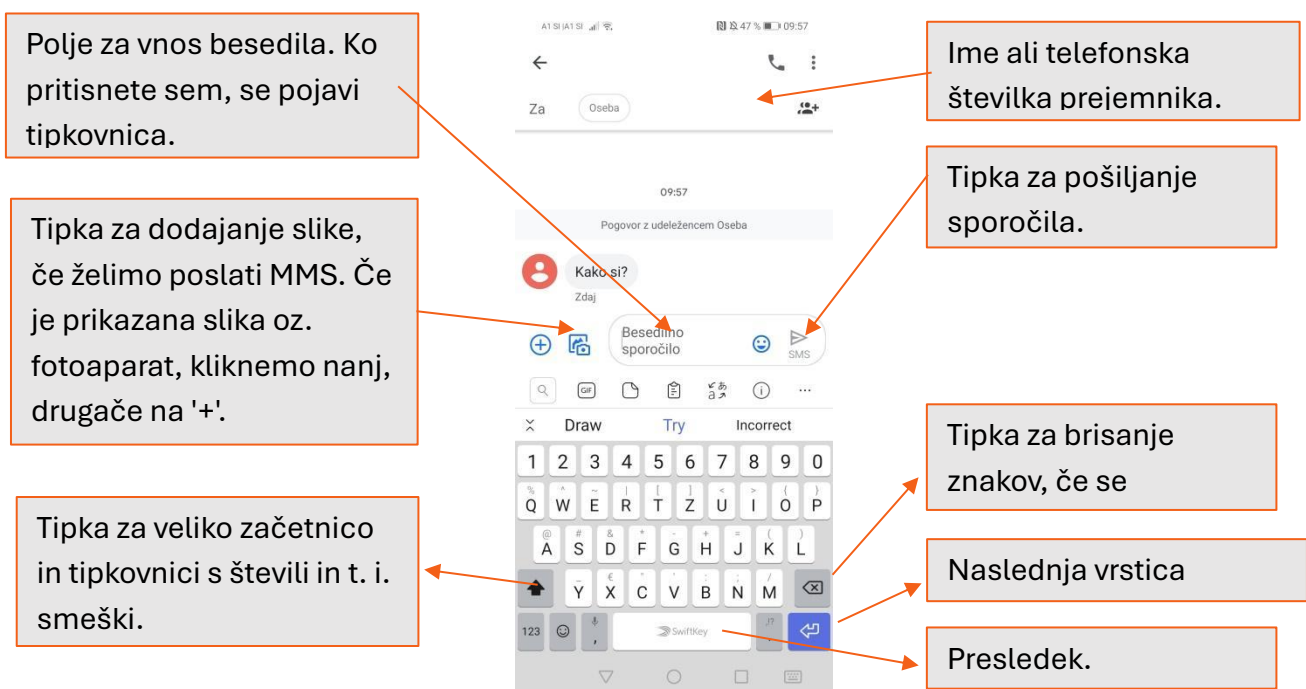 Polje za vnos besedila. Ko
pritisnete sem, se pojavi
tipkovnica.
Tipka za dodajanje slike,
če želimo poslati MMS. Če
je prikazana slika oz.
fotoaparat, kliknemo nanj,
drugače na '+'.
Tipka za veliko začetnico
in tipkovnici s števili in t. i.
smeški.
A1 SI|A1 SI
47 % 09:57
Za
Oseba
09:57
Pogovor z udeležencem Oseba
Kako si?
Zdaj
Besedilno
sporočilo
SMS
GIF
Draw Try Incorrect
1 2 3 4 5 6 7 8 9 0
% ^ ~ | [ ] < > { }
Q W E R T Z U I O P
@ # & * - + = ( )
A S D F G H J K L
_ € " ' : ; /
Y X C V B N M
123 , SwiftKey ,!? .
Ime ali telefonska
številka prejemnika.
Tipka za pošiljanje
sporočila.
Tipka za brisanje
znakov, če se
Naslednja vrstica
Presledek.